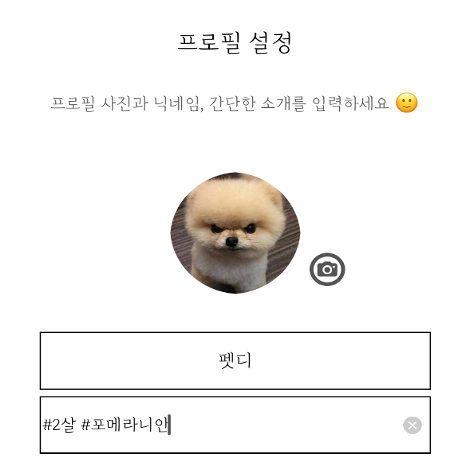 프로필 설정
프로필 사진과 닉네임, 간단한 소개를 입력하세요 🙂
펫디
#2살 #포메라니안